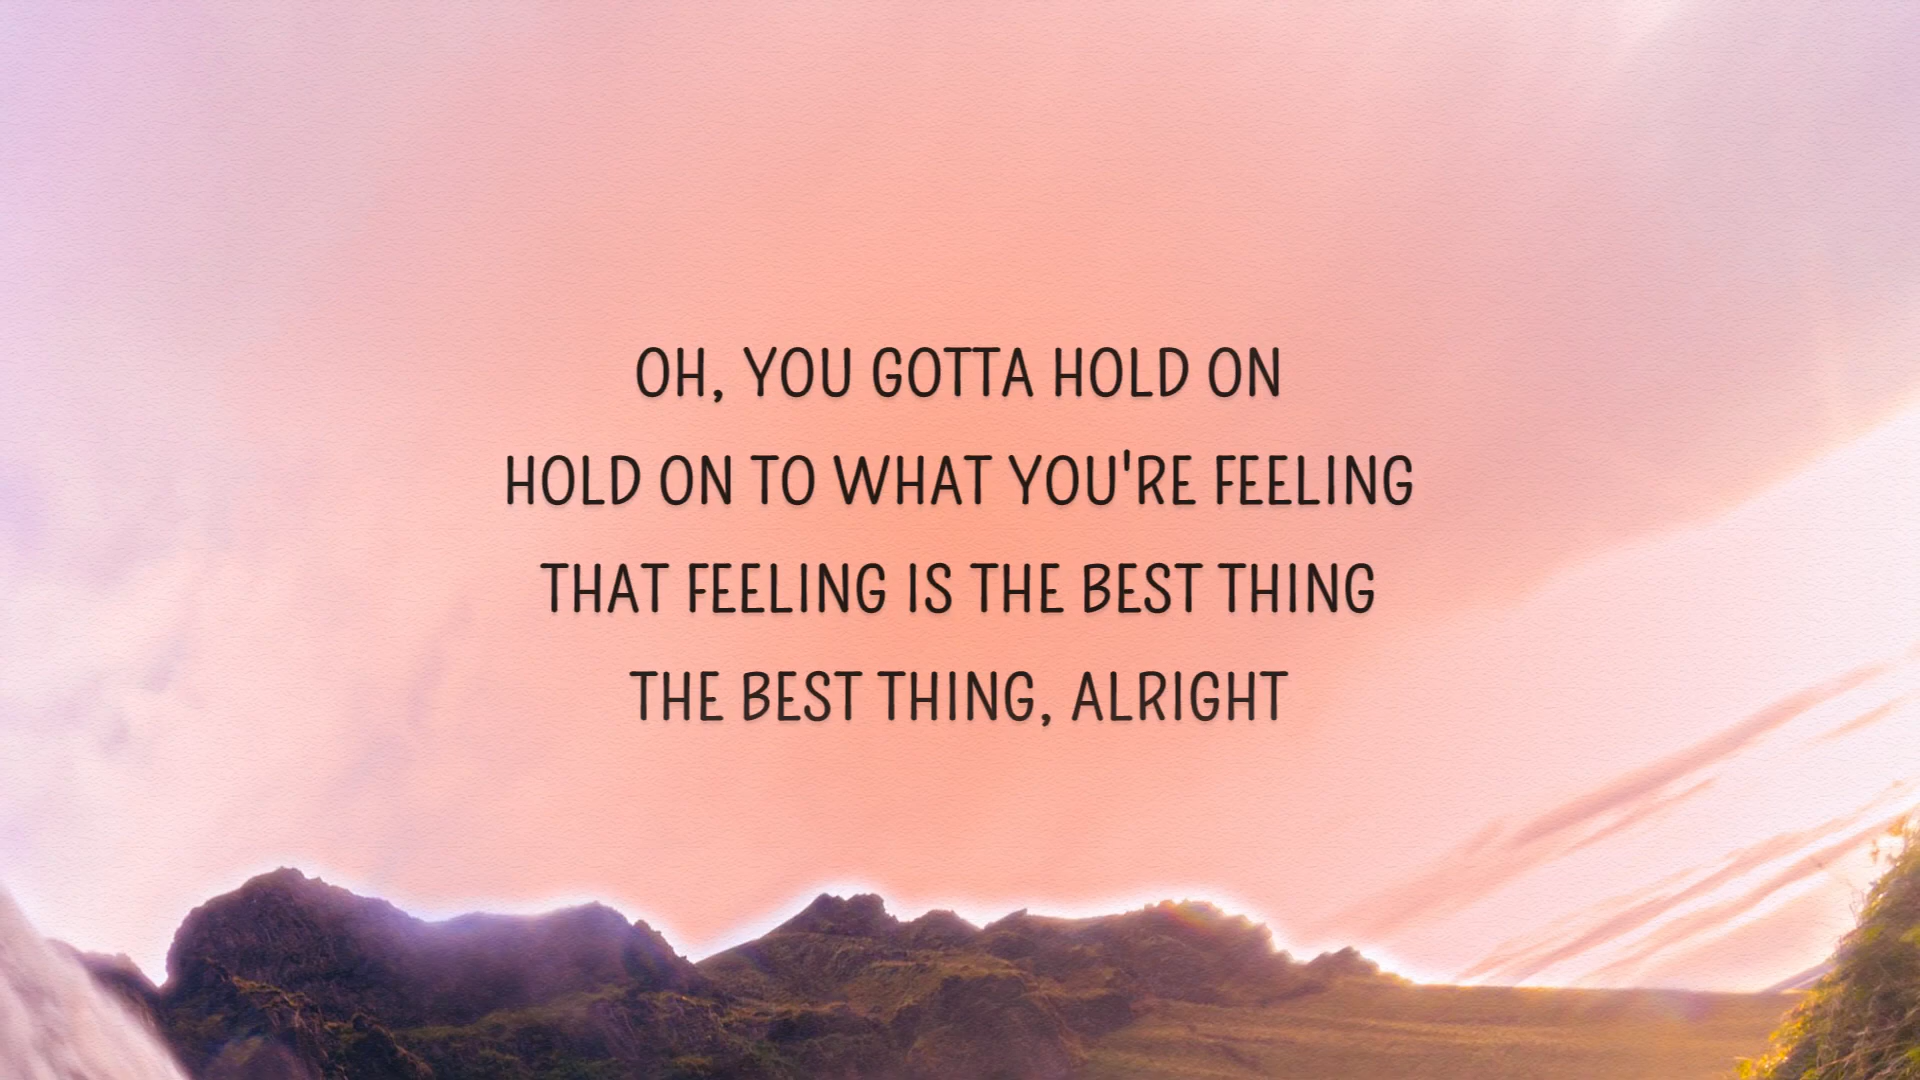 OH, YOU GOTTA HOLD ON
HOLD ON TO WHAT YOU'RE FEELING
THAT FEELING IS THE BEST THING
THE BEST THING, ALRIGHT